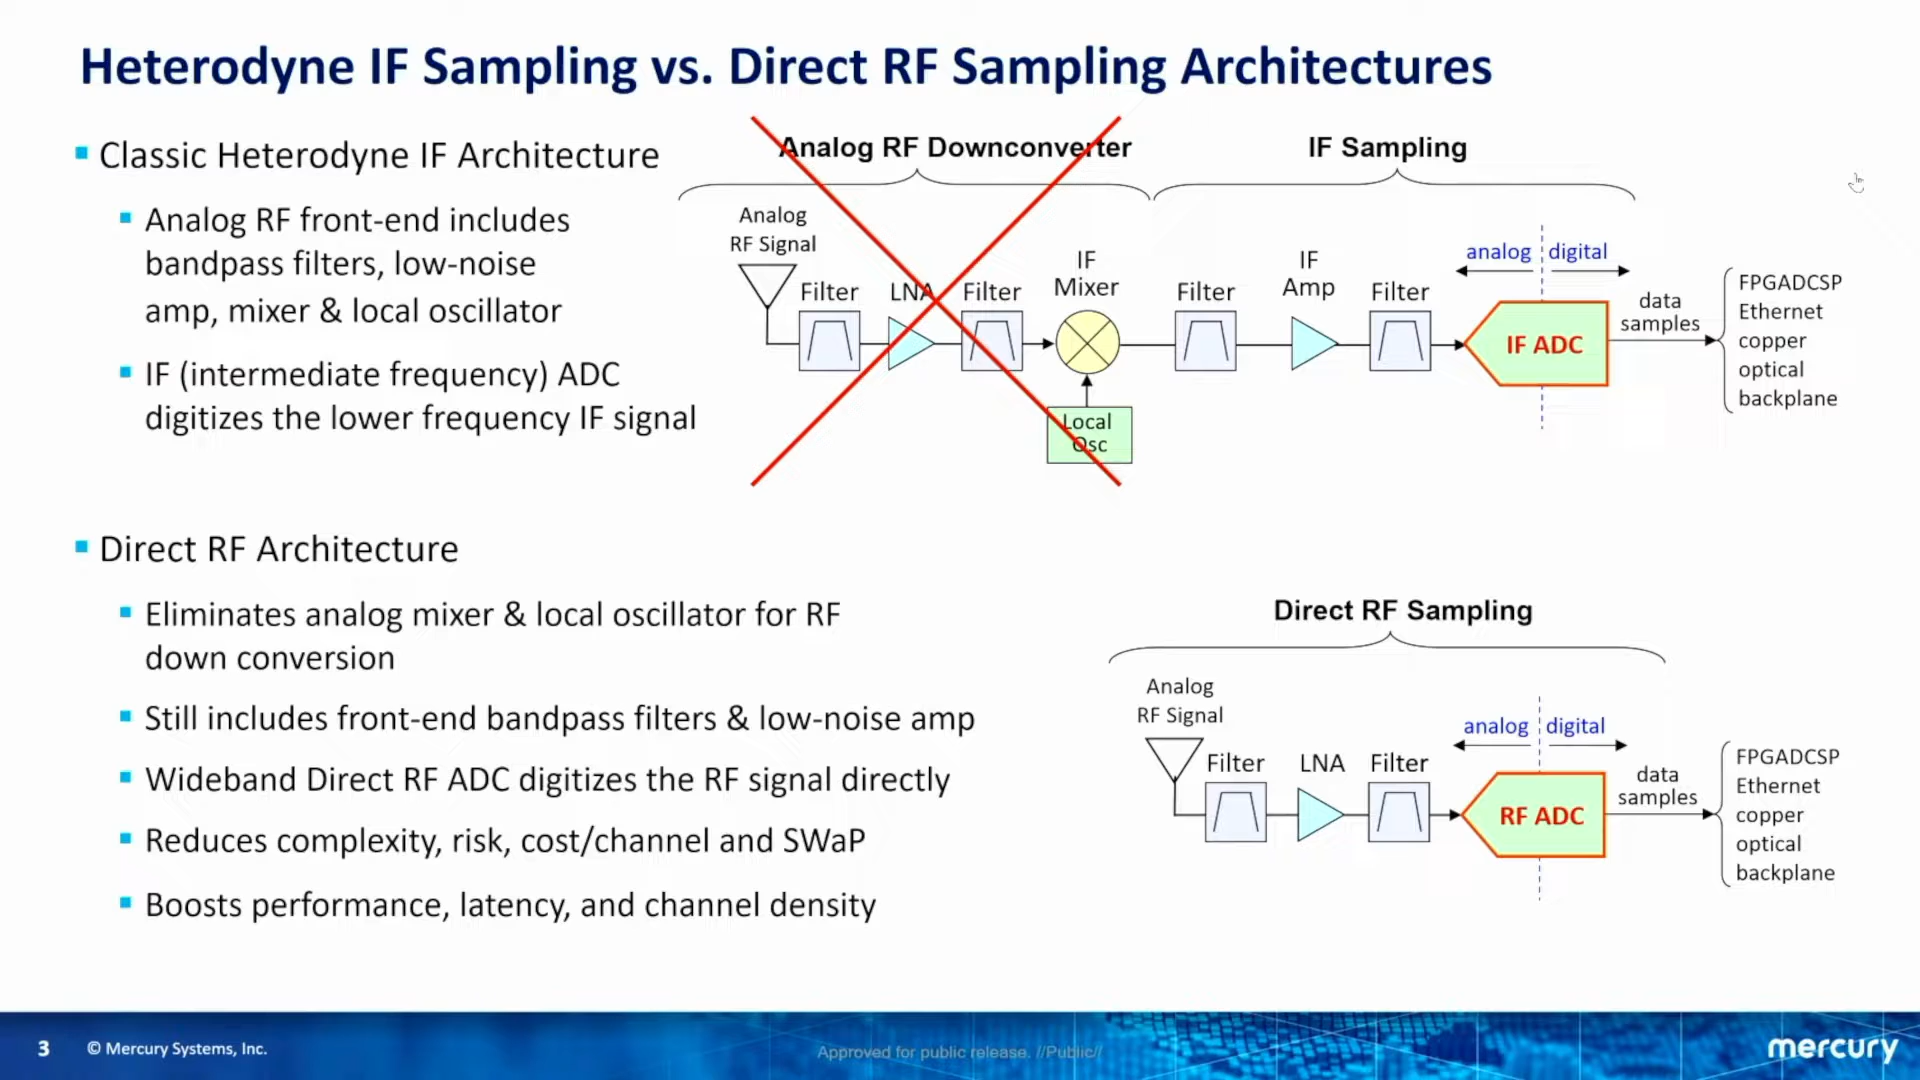 Heterodyne IF Sampling vs. Direct RF Sampling Architectures
Classic Heterodyne IF Architecture
Analog RF front-end includes
bandpass filters, low-noise
amp, mixer & local oscillator
IF (intermediate frequency) ADC
digitizes the lower frequency IF signal
Analog RF Downconverter
IF Sampling
Analog
RF Signal
Filter
LNA
Filter
IF
Mixer
Local
Osc
Filter
IF
Amp
Filter
analog
digital
IF ADC
data
samples
FPGADCSP
Ethernet
copper
optical
backplane
Direct RF Architecture
Eliminates analog mixer & local oscillator for RF
down conversion
Still includes front-end bandpass filters & low-noise amp
Wideband Direct RF ADC digitizes the RF signal directly
Reduces complexity, risk, cost/channel and SWaP
Boosts performance, latency, and channel density
Direct RF Sampling
Analog
RF Signal
Filter
LNA
Filter
analog
digital
RF ADC
data
samples
FPGADCSP
Ethernet
copper
optical
backplane
3
© Mercury Systems, Inc.
Approved for public release. //Public//
mercury